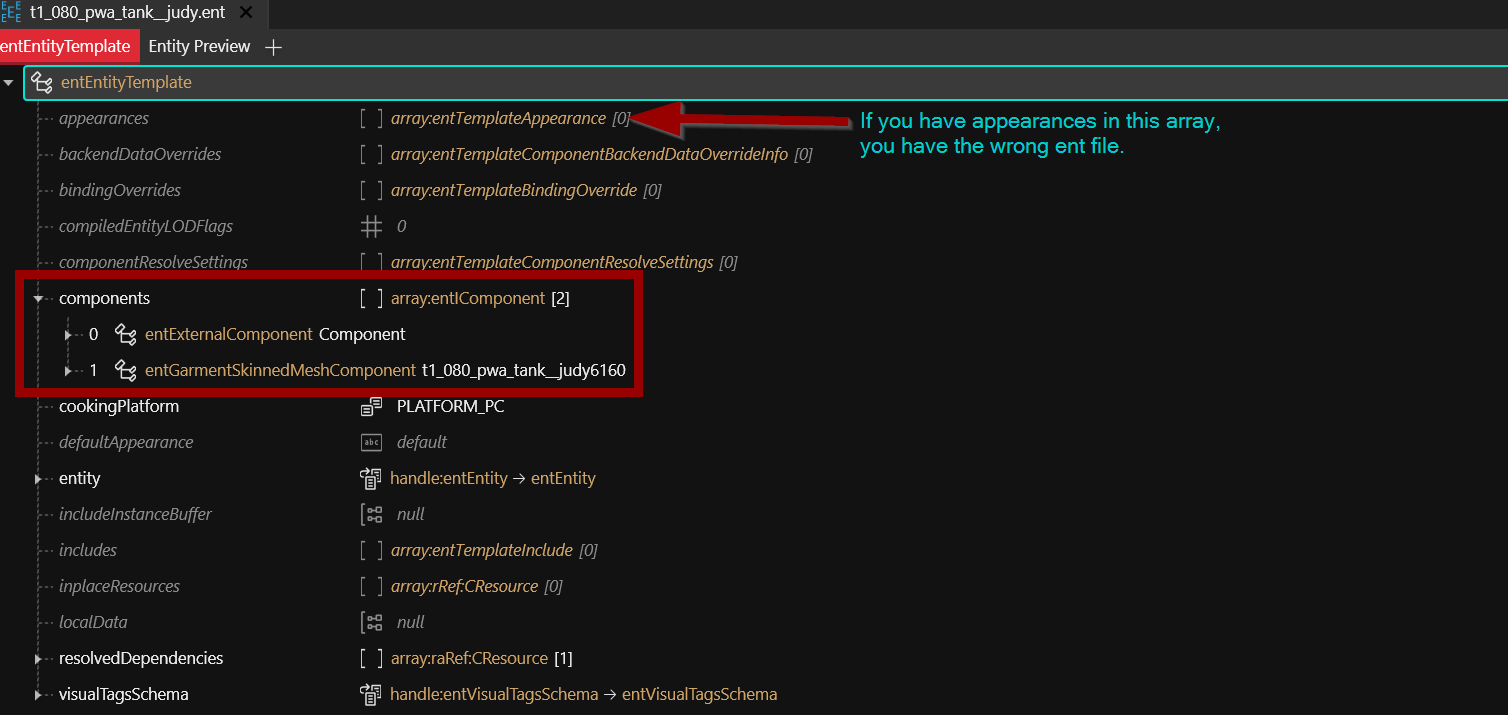 t1_080_pwa_tank__judy.ent
entEntityTemplate Entity Preview
entEntityTemplate
appearances array:entTemplateAppearance [0]
If you have appearances in this array,
you have the wrong ent file.
backendDataOverrides array:entTemplateComponentBackendDataOverrideInfo [0]
bindingOverrides array:entTemplateBindingOverride [0]
compiledEntityLODFlags 0
componentResolveSettings array:entTemplateComponentResolveSettings [0]
components array:entIComponent [2]
0 entExternalComponent Component
1 entGarmentSkinnedMeshComponent t1_080_pwa_tank__judy6160
cookingPlatform PLATFORM_PC
defaultAppearance abc default
entity handle:entEntity → entEntity
includeInstanceBuffer null
includes array:entTemplateInclude [0]
inplaceResources array:rRef:CResource [0]
localData null
resolvedDependencies array:raRef:CResource [1]
visualTagsSchema handle:entVisualTagsSchema → entVisualTagsSchema